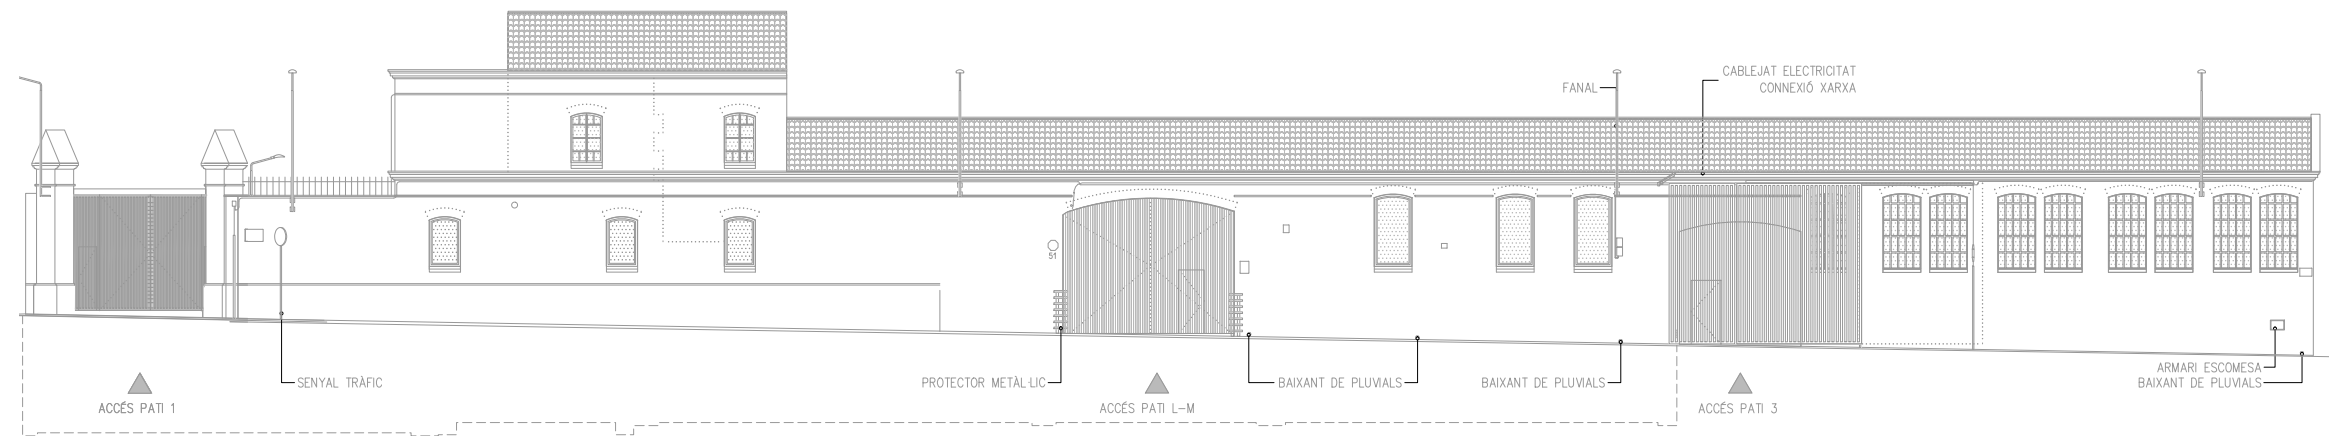 CABLEJAT ELECTRICITAT
CONNEXIÓ XARXA
FANAL
51
SENYAL TRÀFIC
PROTECTOR METÀL·LIC
BAIXANT DE PLUVIALS
BAIXANT DE PLUVIALS
ARMARI ESCOMESA
BAIXANT DE PLUVIALS
ACCÉS PATI 1
ACCÉS PATI L-M
ACCÉS PATI 3